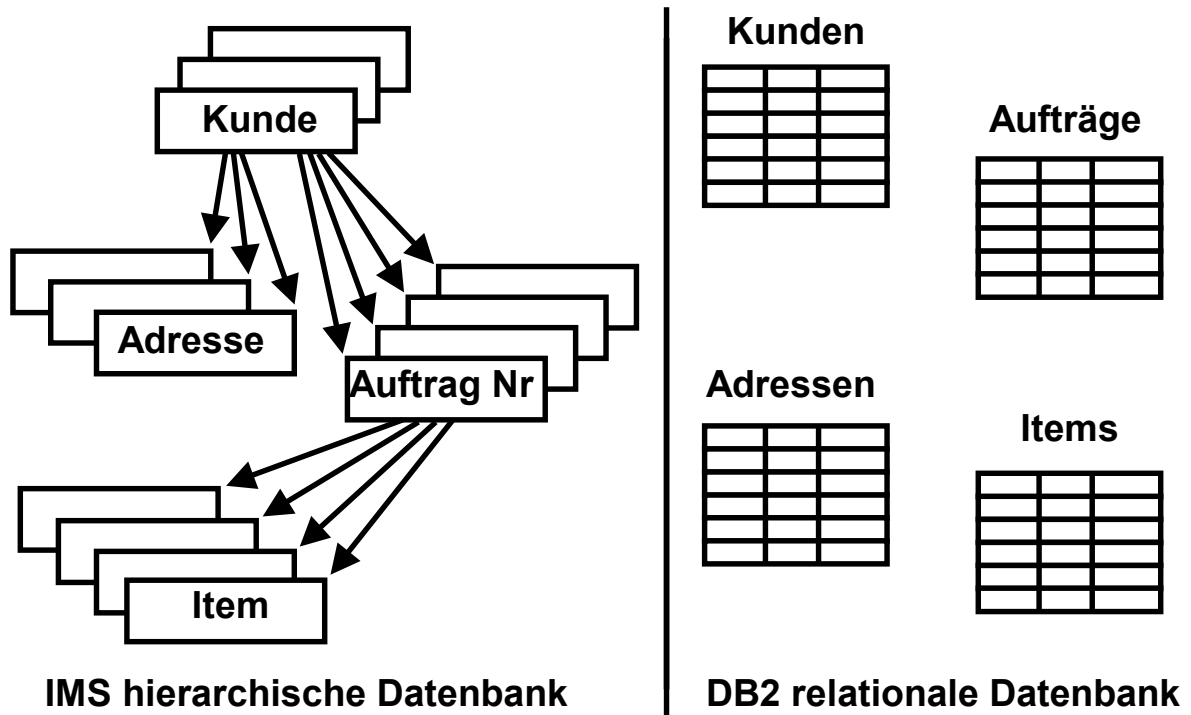 Kunde
Adresse
Auftrag Nr
Item
IMS hierarchische Datenbank
Kunden
Aufträge
Adressen
Items
DB2 relationale Datenbank